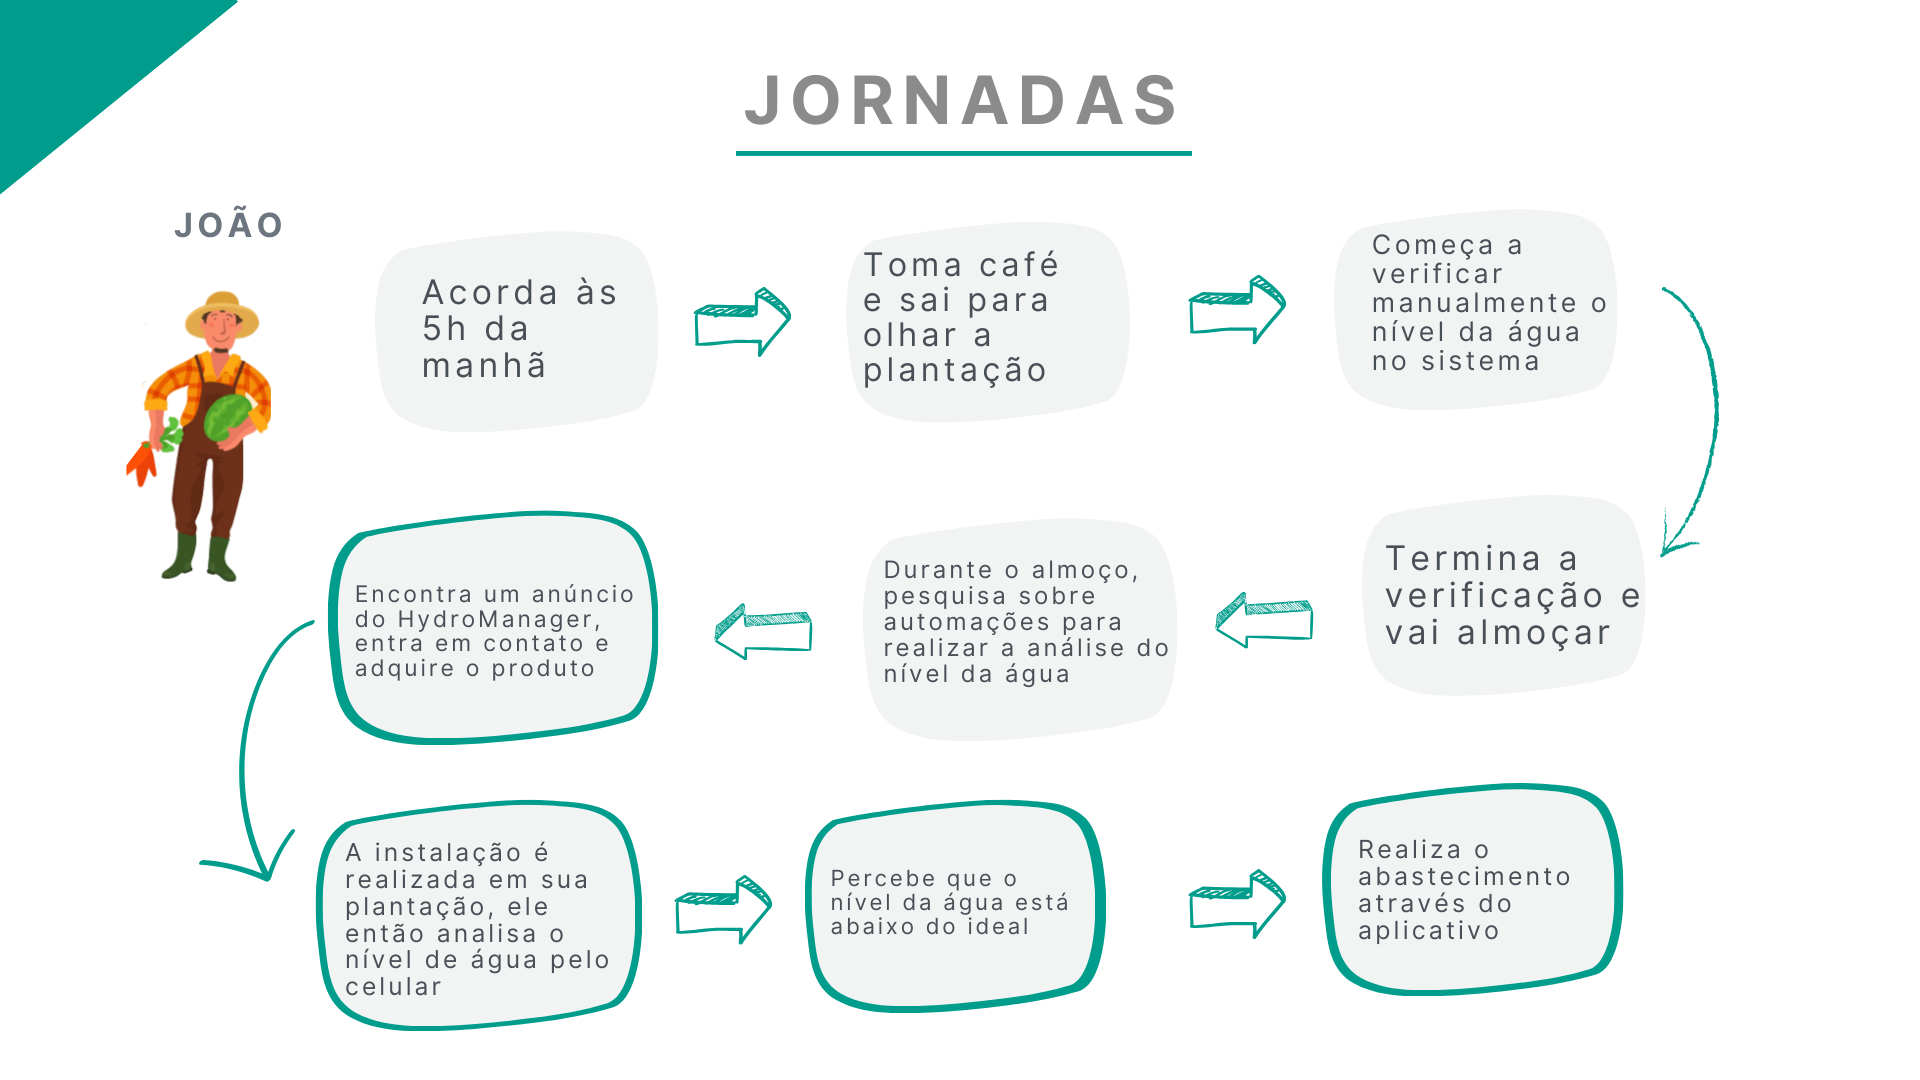 JORNADAS
JOÃO
Acorda às
5h da
manhã
Toma café
e sai para
olhar a
plantação
Começa a
verificar
manualmente o
nível da água
no sistema
Termina a
verificação e
vai almoçar
Durante o almoço,
pesquisa sobre
automações para
realizar a análise do
nível da água
Encontra um anúncio
do HydroManager,
entra em contato e
adquire o produto
A instalação é
realizada em sua
plantação, ele
então analisa o
nível de água pelo
celular
Percebe que o
nível da água está
abaixo do ideal
Realiza o
abastecimento
através do
aplicativo